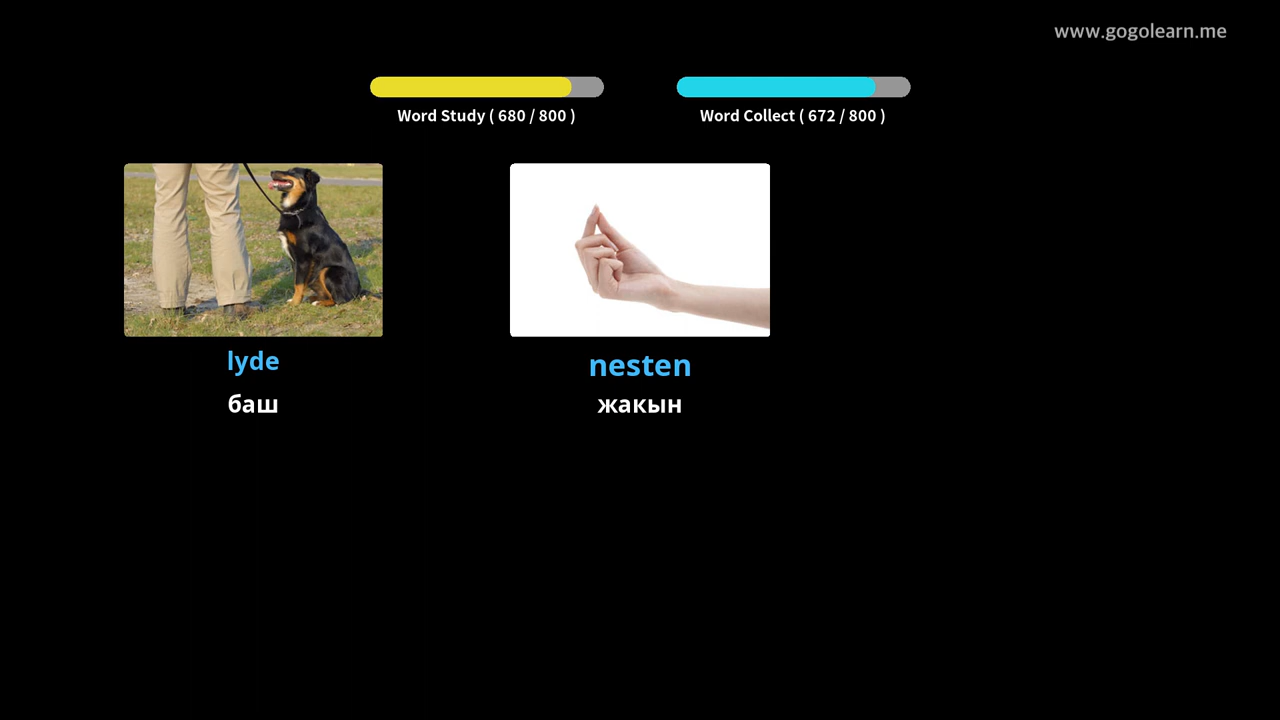 www.gogolearn.me
Word Study ( 680 / 800 )
Word Collect ( 672 / 800 )
lyde
nesten
баш
жакын